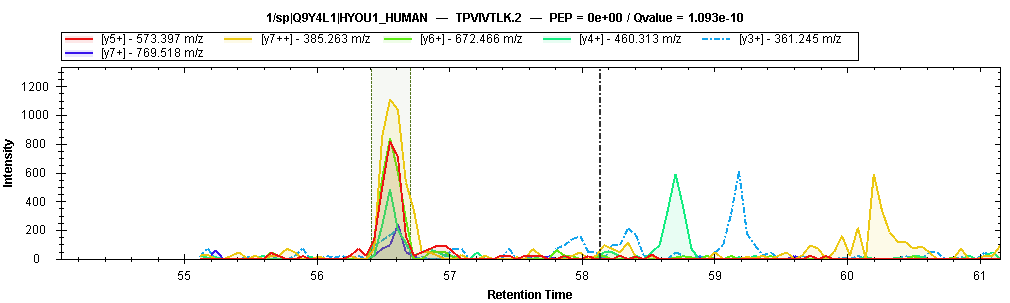 1/sp|Q9Y4L1|HYOU1_HUMAN — TPVIVTLK.2 — PEP = 0e+00 / Qvalue = 1.093e-10
[y5+] - 573.397 m/z [y7++] - 385.263 m/z [y6+] - 672.466 m/z [y4+] - 460.313 m/z [y3+] - 361.245 m/z
[y7+] - 769.518 m/z
1200
1000
800
600
400
200
0
Intensity
55 56 57 58 59 60 61
Retention Time